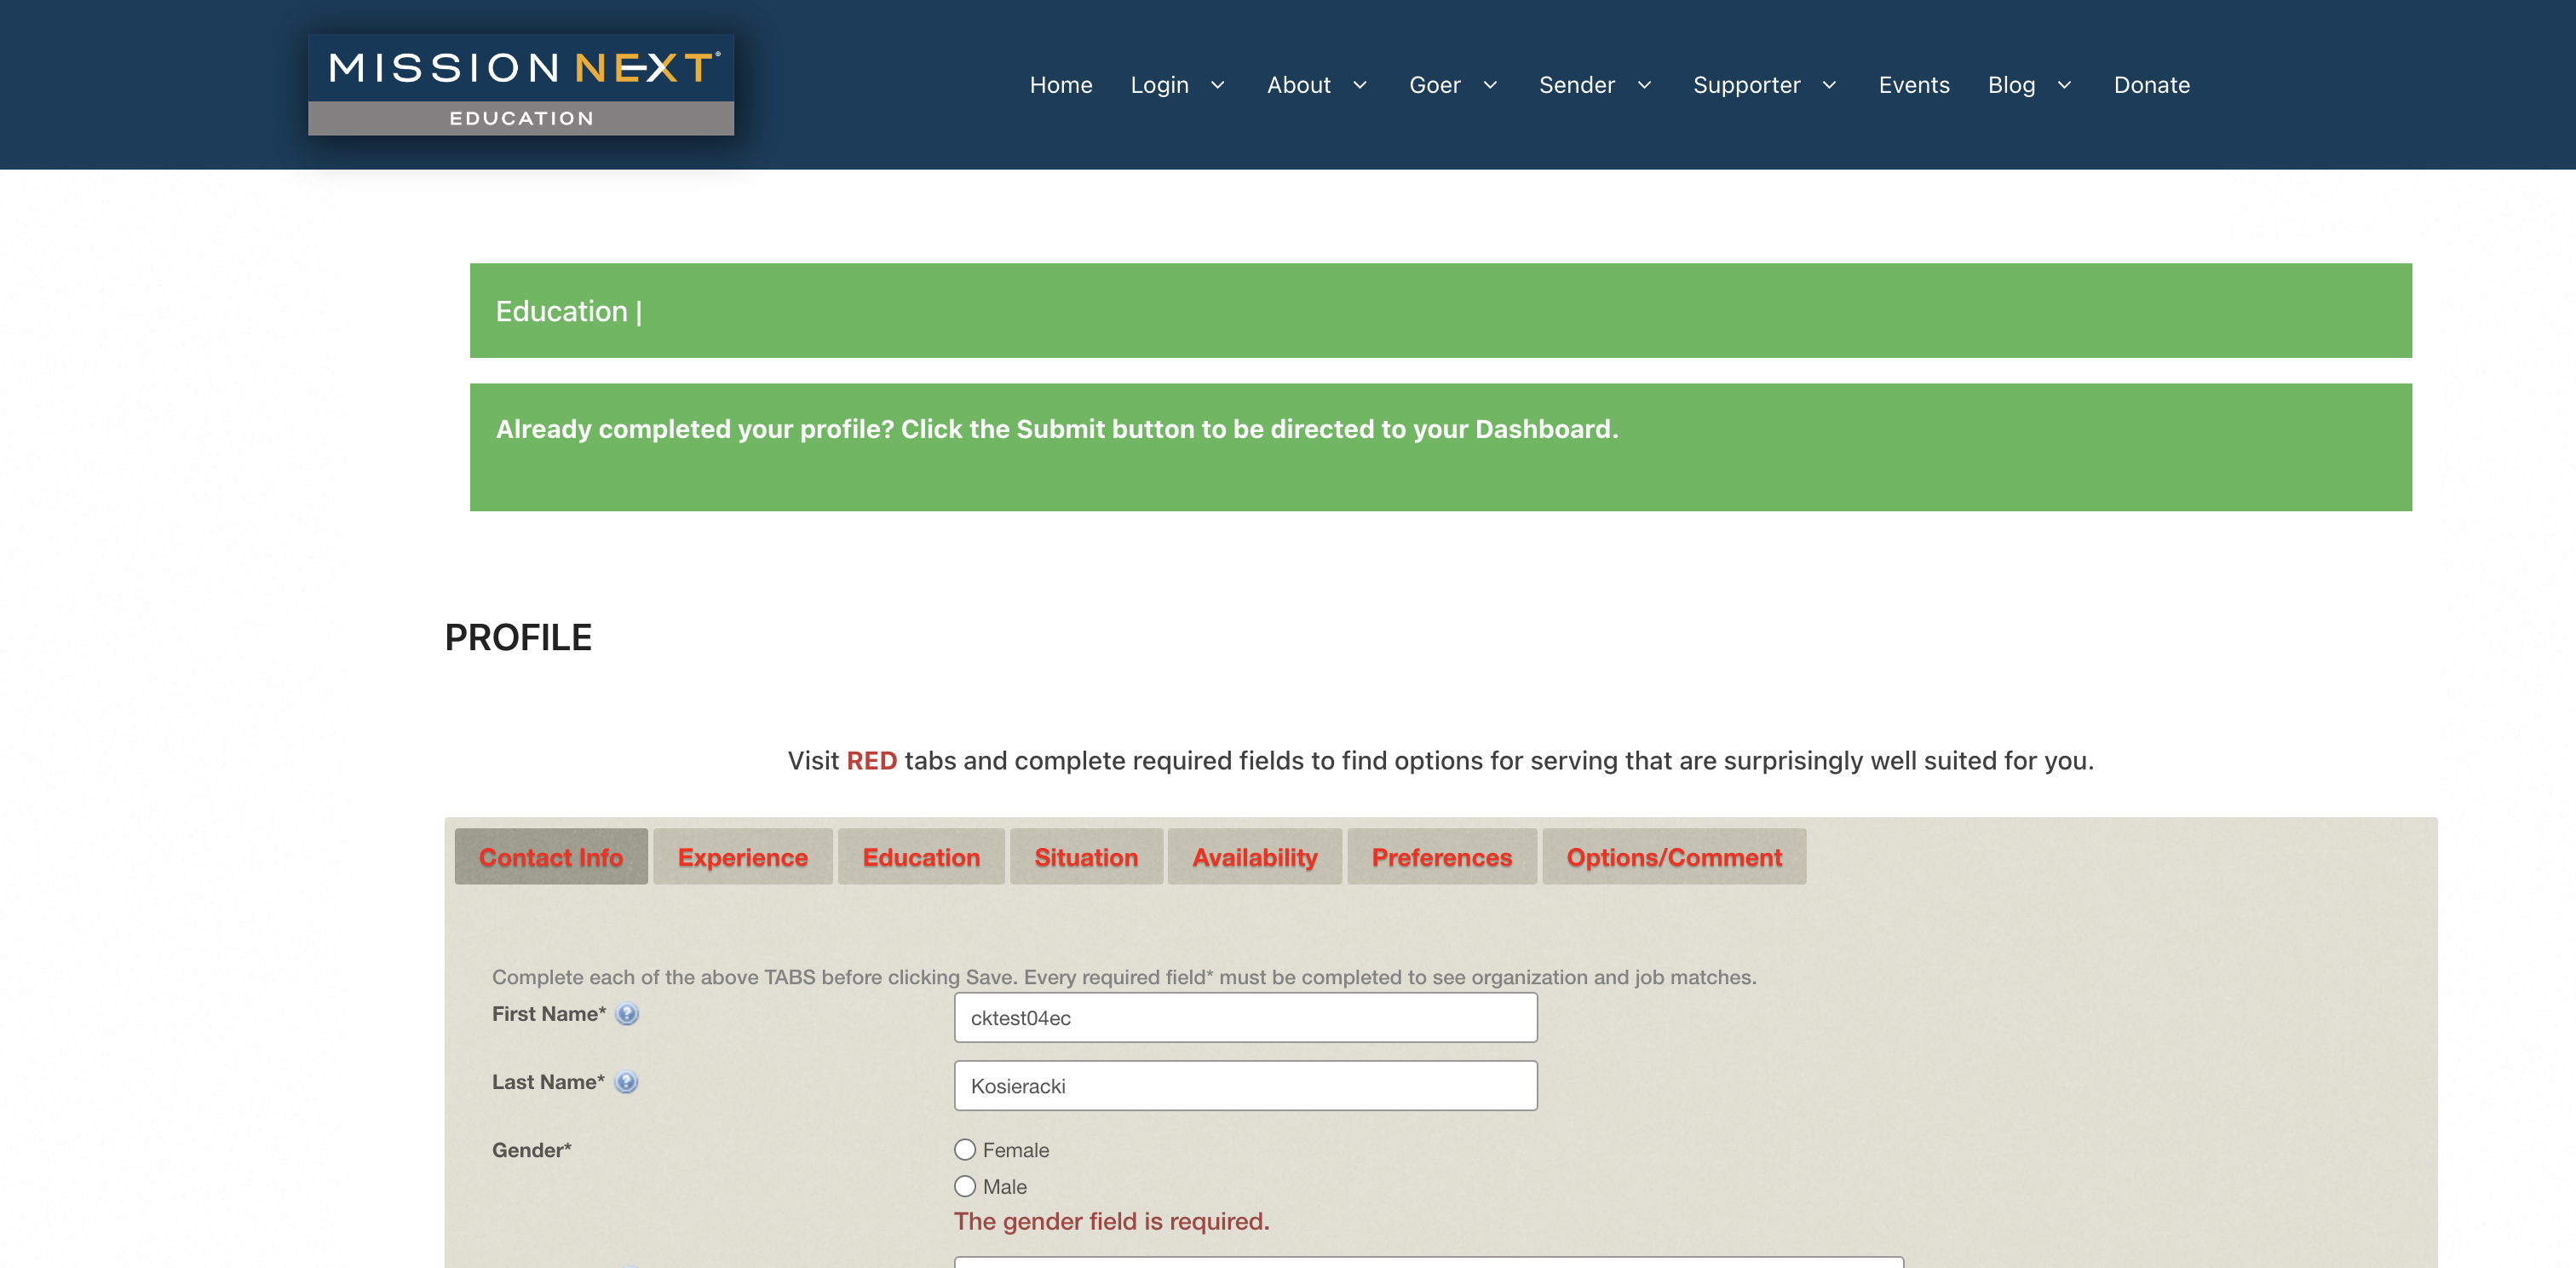 MISSION NEXT®
EDUCATION
Home Login About Goer Sender Supporter Events Blog Donate
Education |
Already completed your profile? Click the Submit button to be directed to your Dashboard.
PROFILE
Visit RED tabs and complete required fields to find options for serving that are surprisingly well suited for you.
Contact Info Experience Education Situation Availability Preferences Options/Comment
Complete each of the above TABS before clicking Save. Every required field* must be completed to see organization and job matches.
First Name* ? cktest04ec
Last Name* ? Kosieracki
Gender* Female
Male
The gender field is required.